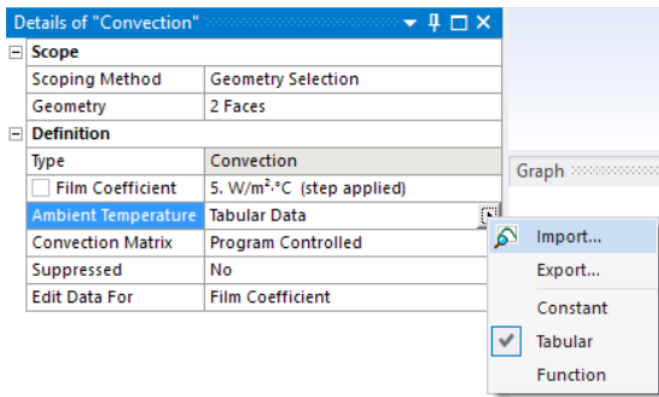 Details of "Convection"
Scope
Scoping Method Geometry Selection
Geometry 2 Faces
Definition
Type Convection
Film Coefficient 5. W/m²·°C (step applied)
Ambient Temperature Tabular Data
Convection Matrix Program Controlled
Suppressed No
Edit Data For Film Coefficient
Graph
Import...
Export...
Constant
Tabular
Function